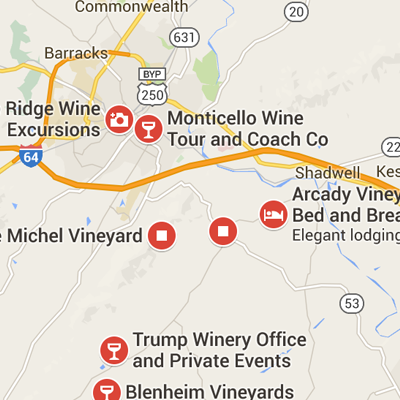 Commonwealth
20
631
Barracks
BYP
250
Ridge Wine
Excursions
Monticello Wine
Tour and Coach Co
64
22
Shadwell
Kes
Arcady Viney
Bed and Brea
Elegant lodging
e Michel Vineyard
53
Trump Winery Office
and Private Events
Blenheim Vineyards